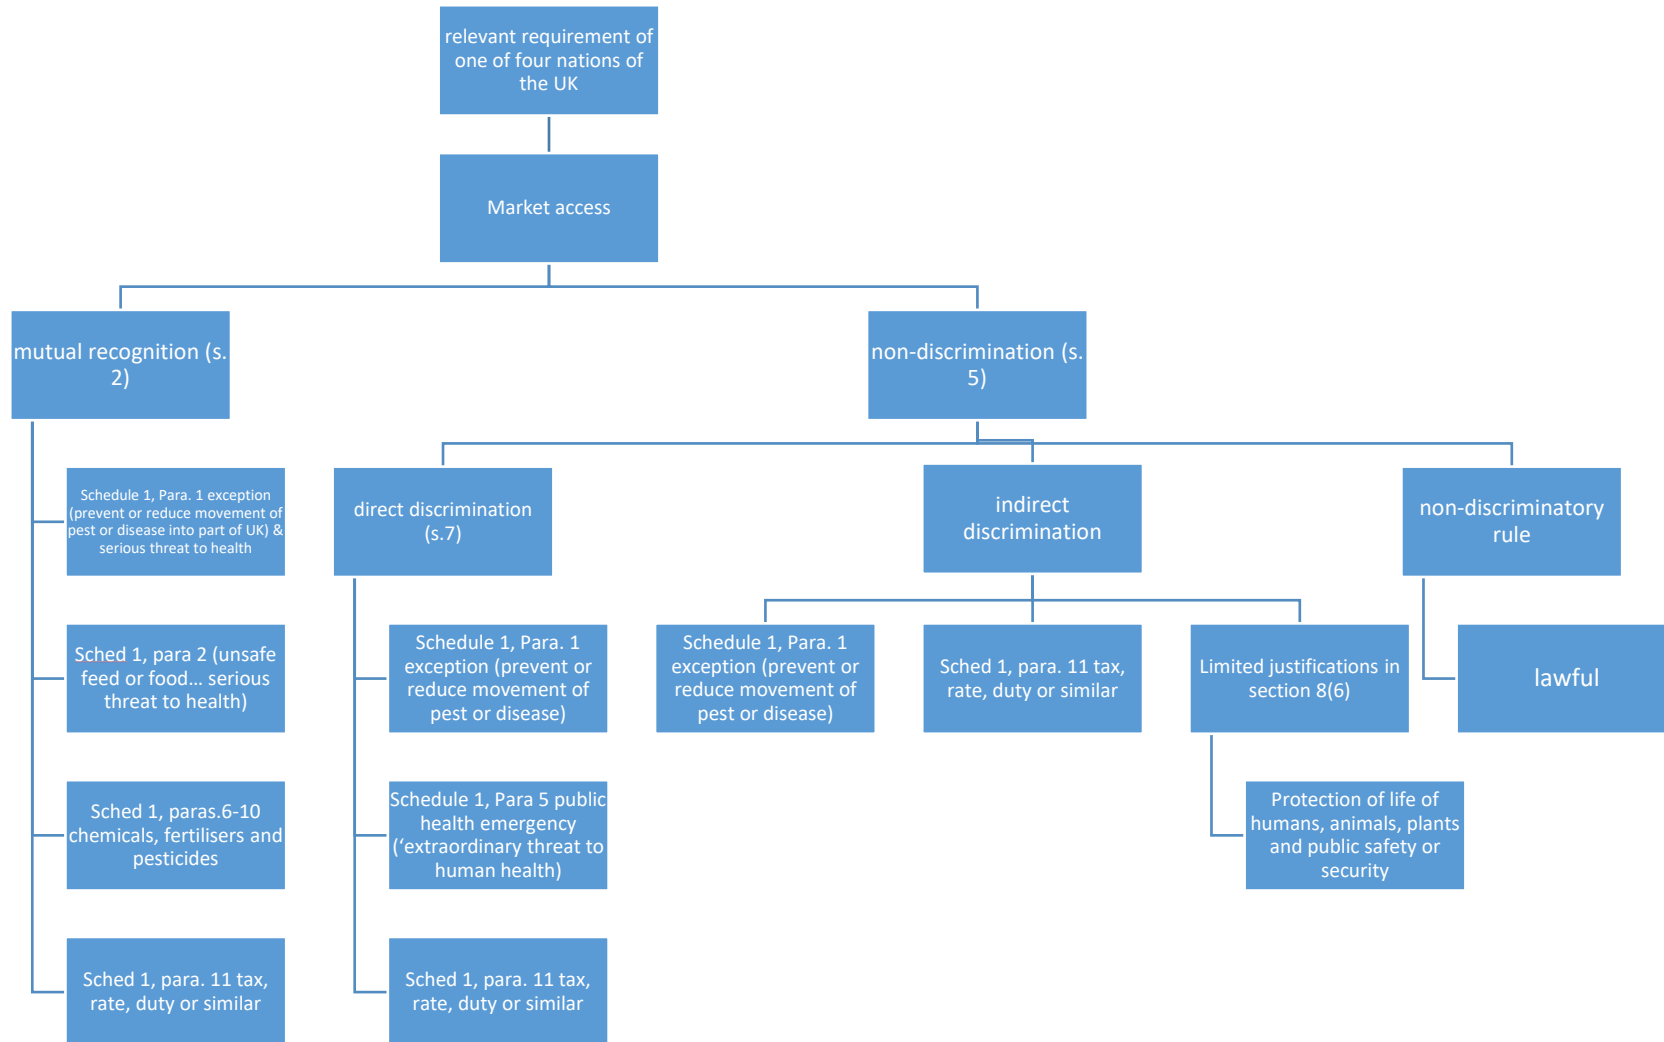 relevant requirement of
one of four nations of
the UK
Market access
mutual recognition (s.
2)
non-discrimination (s.
5)
Schedule 1, Para. 1 exception
(prevent or reduce movement of
pest or disease into part of UK) &
serious threat to health
direct discrimination
(s.7)
indirect
discrimination
non-discriminatory
rule
Sched 1, para 2 (unsafe
feed or food... serious
threat to health)
Schedule 1, Para. 1
exception (prevent or
reduce movement of
pest or disease)
Schedule 1, Para. 1
exception (prevent or
reduce movement of
pest or disease)
Sched 1, para. 11 tax,
rate, duty or similar
Limited justifications in
section 8(6)
lawful
Sched 1, paras.6-10
chemicals, fertilisers and
pesticides
Schedule 1, Para 5 public
health emergency
(‘extraordinary threat to
human health)
Protection of life of
humans, animals, plants
and public safety or
security
Sched 1, para. 11 tax,
rate, duty or similar
Sched 1, para. 11 tax,
rate, duty or similar